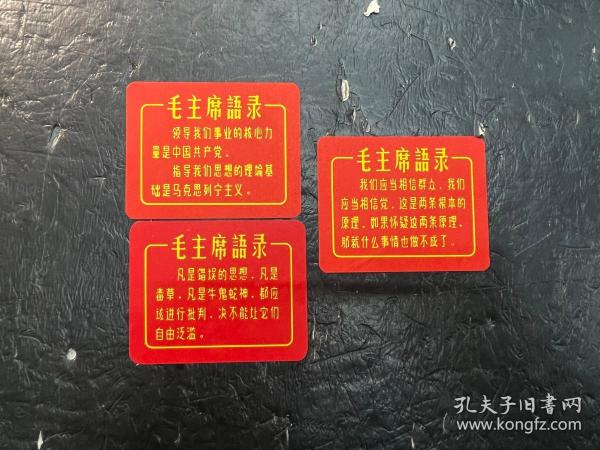 毛主席語录
领导我们事业的核心力
量是中国共产党。
指导我们思想的理論基
础是马克思列宁主义。
毛主席語录
凡是错误的思想，凡是
毒草，凡是牛鬼蛇神，都应
该进行批判，决不能让它们
自由泛滥。
毛主席語录
我们应当相信群众，我们
应当相信党，这是两条根本的
原理。如果怀疑这两条原理，
那就什么事情也做不成了。
孔夫子旧書网
www.kongfz.com